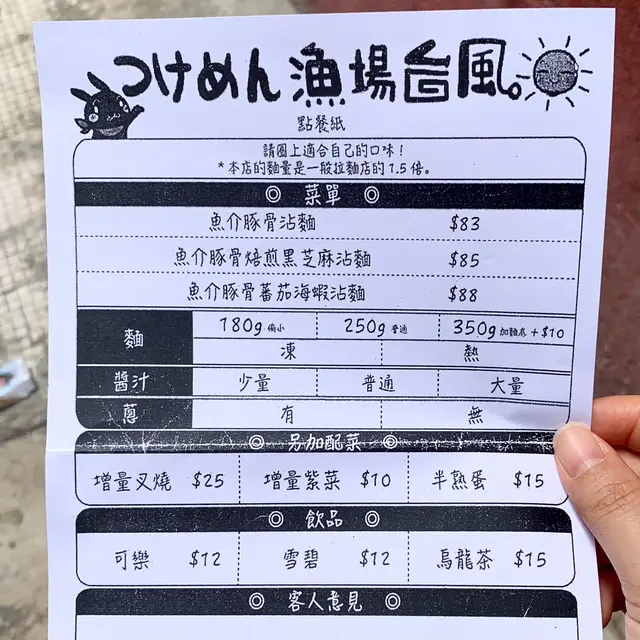 つけめん 漁場台風。
點餐紙
請圈上適合自己的口味！
*本店的麵量是一般拉麵店的1.5倍。
◎ 菜單 ◎
魚介豚骨沾麵 $83
魚介豚骨焙煎黑芝麻沾麵 $85
魚介豚骨蕃茄海蝦沾麵 $88
麵 180g 偏小 250g 普通 350g 加麵底+$10
凍 熱
醬汁 少量 普通 大量
蔥 有 無
◎ 另加配菜 ◎
增量叉燒 $25 增量紫菜 $10 半熟蛋 $15
◎ 飲品 ◎
可樂 $12 雪碧 $12 烏龍茶 $15
◎ 客人意見 ◎